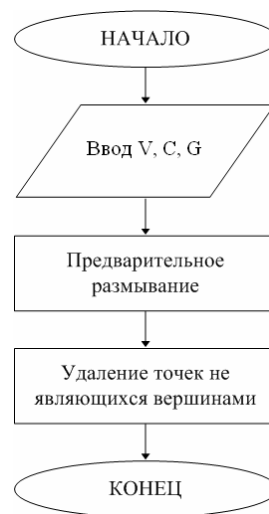 НАЧАЛО
Ввод V, C, G
Предварительное
размывание
Удаление точек не
являющихся вершинами
КОНЕЦ